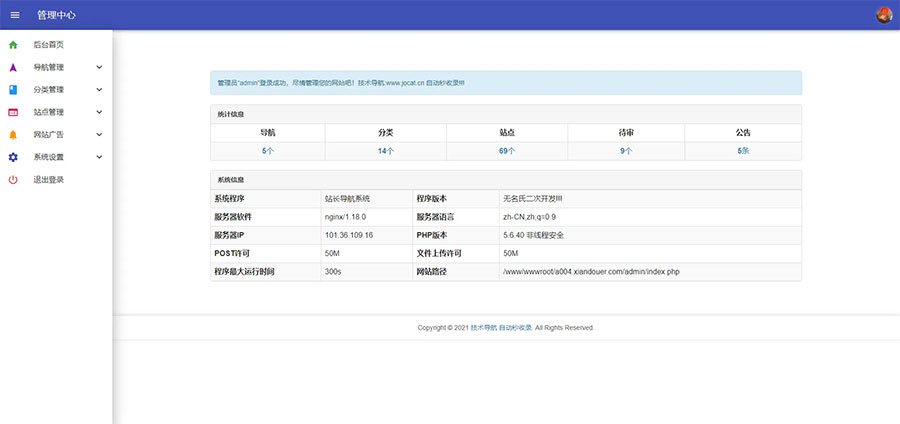 管理中心
后台首页
导航管理
分类管理
站点管理
网站广告
系统设置
退出登录
管理员"admin"登录成功，尽情管理您的网站吧！技术导航:www.jocat.cn 自动秒收录!!!!
统计信息
导航 分类 站点 待审 公告
5个 14个 69个 9个 5条
系统信息
系统程序 站长导航系统 程序版本 无名氏二次开发!!!!
服务器软件 nginx/1.18.0 服务器语言 zh-CN,zh;q=0.9
服务器IP 101.36.109.16 PHP版本 5.6.40 非线程安全
POST许可 50M 文件上传许可 50M
程序最大运行时间 300s 网站路径 /www/wwwroot/a004.xiandouer.com/admin/index.php
Copyright © 2021 技术导航 自动秒收录. All Rights Reserved.